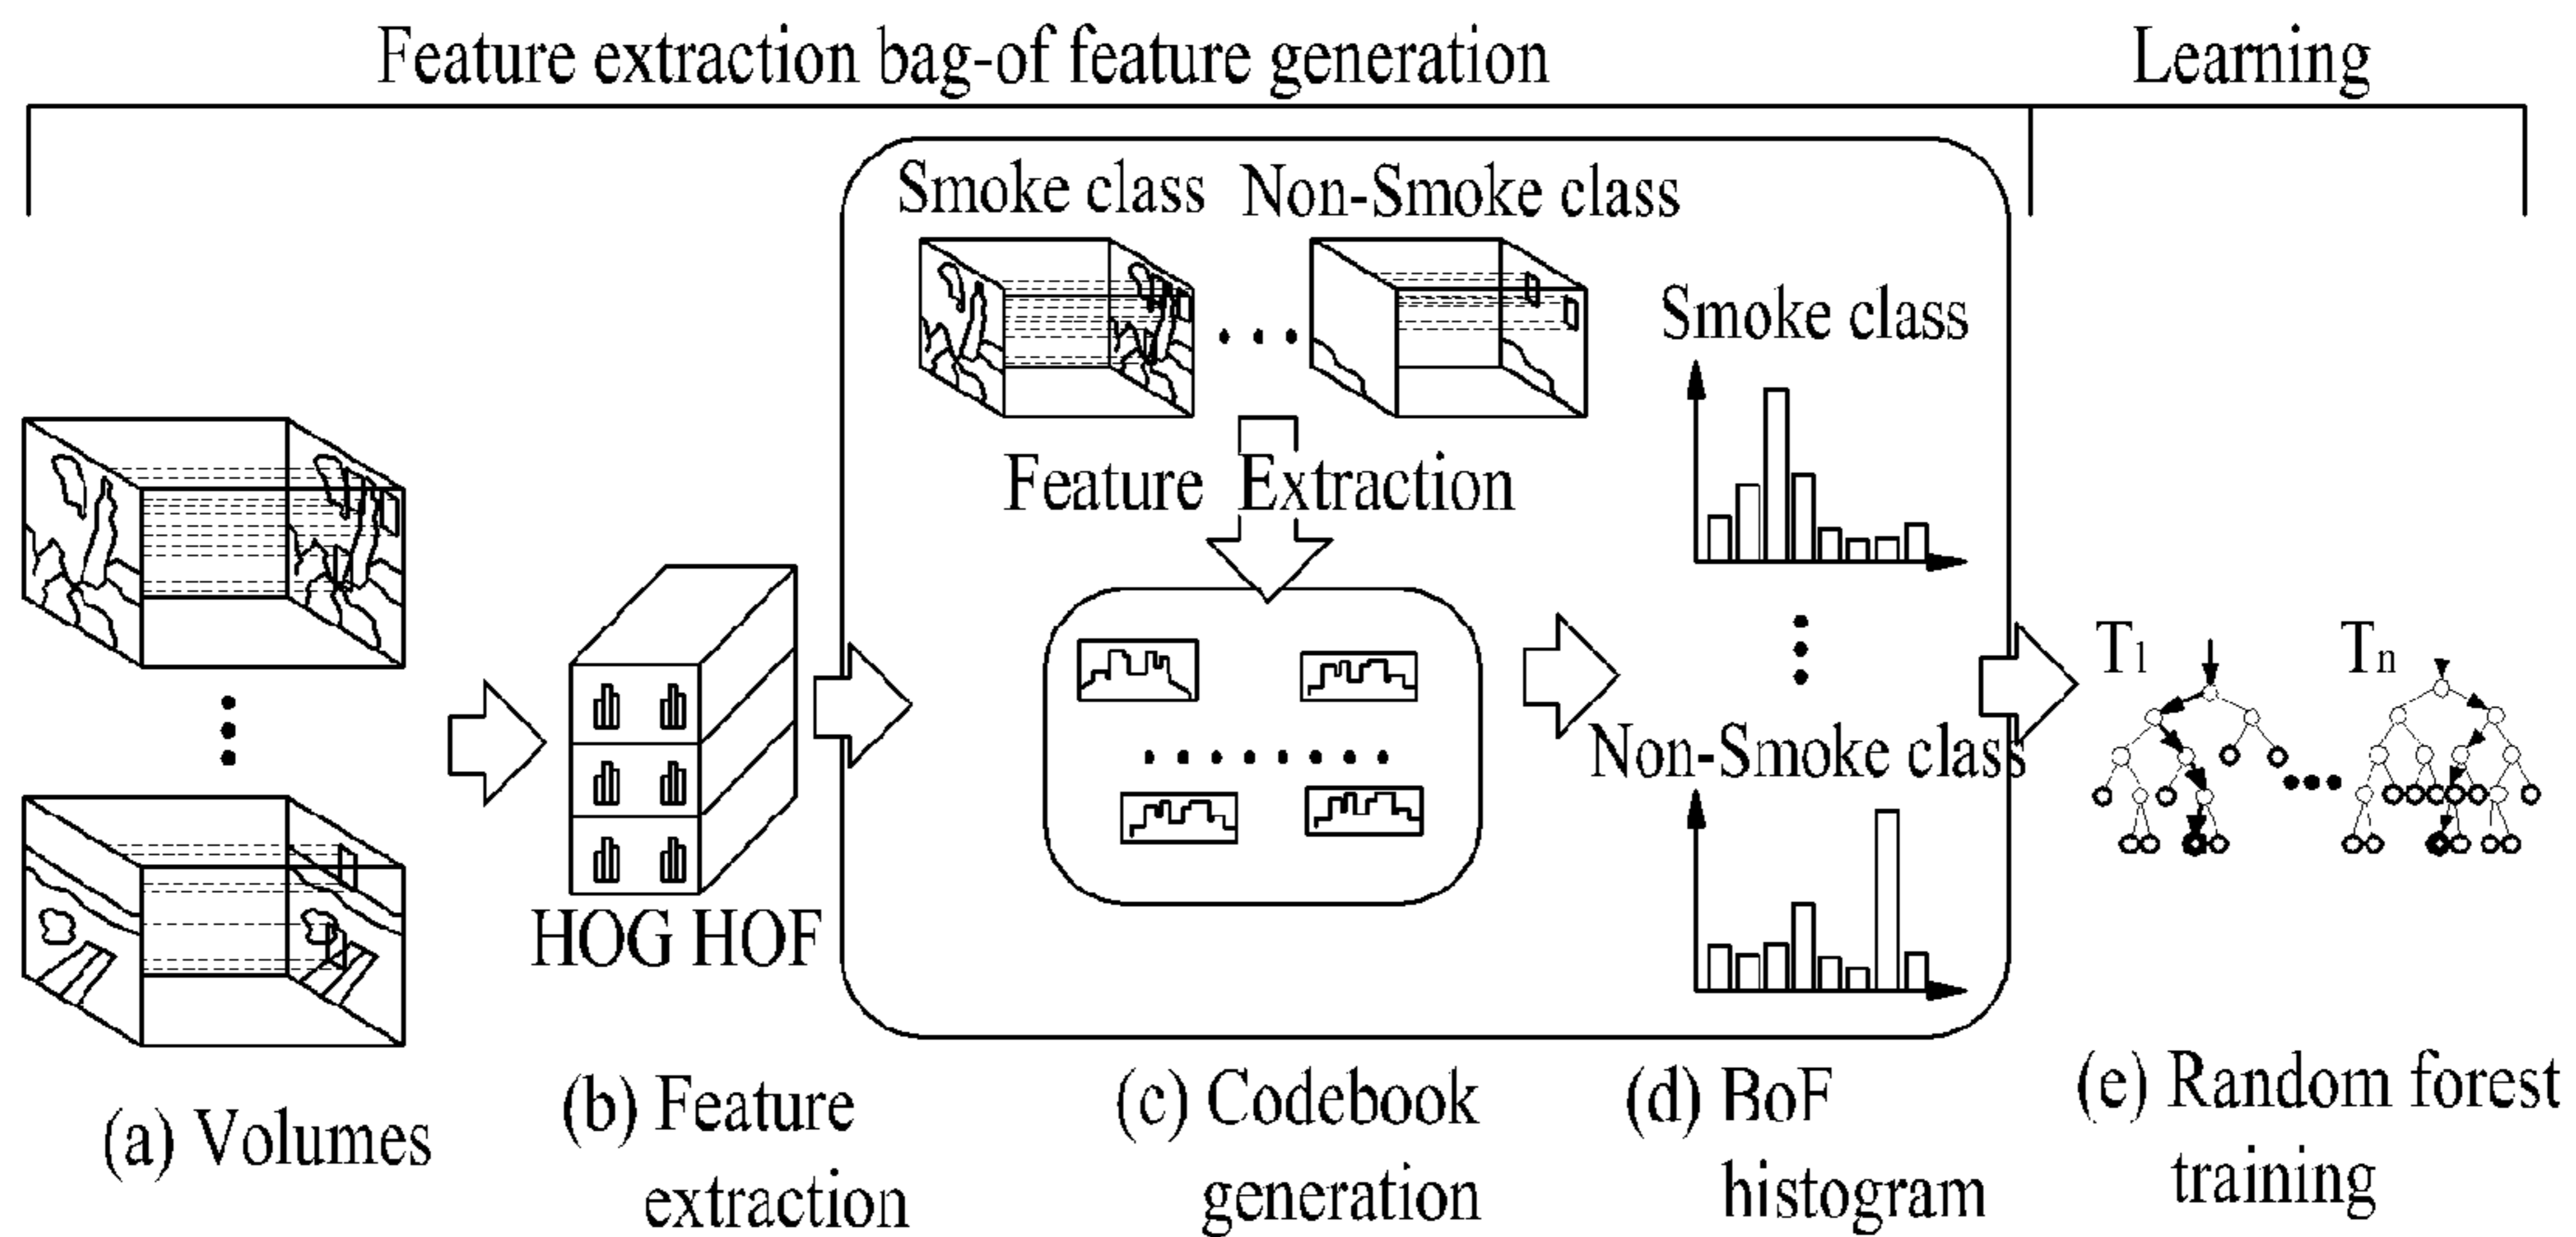 Feature extraction bag-of feature generation
Learning
Smoke class
Non-Smoke class
Feature Extraction
Smoke class
Non-Smoke class
HOG HOF
T1
Tn
(a) Volumes
(b) Feature
extraction
(c) Codebook
generation
(d) BoF
histogram
(e) Random forest
training